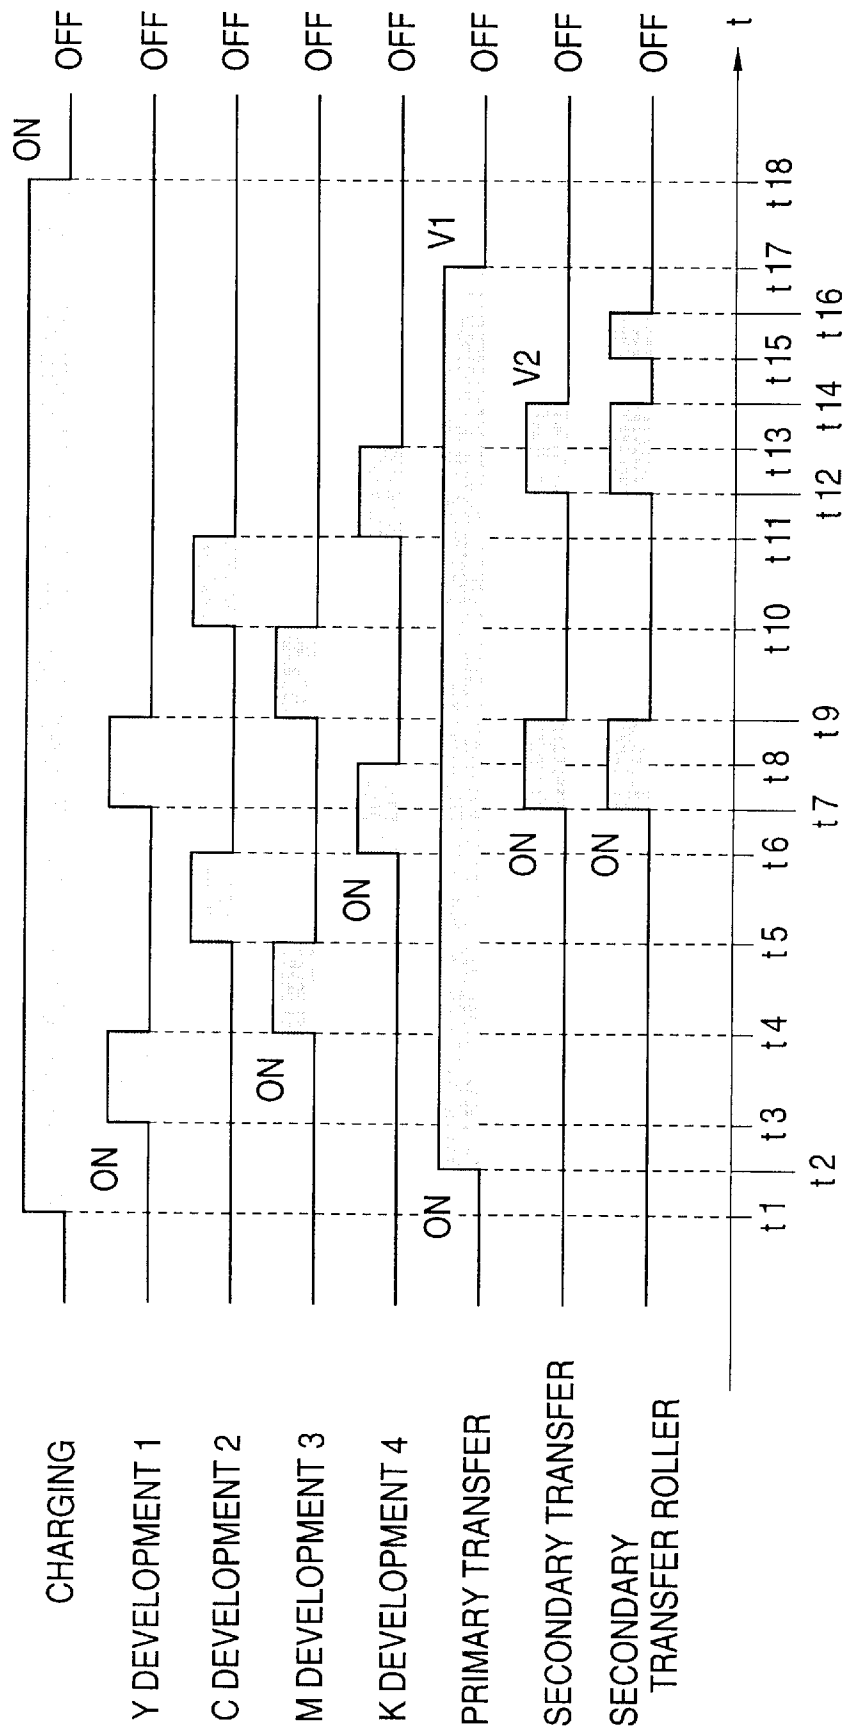 CHARGING
ON
OFF
Y DEVELOPMENT 1
ON
OFF
C DEVELOPMENT 2
OFF
M DEVELOPMENT 3
ON
OFF
K DEVELOPMENT 4
ON
OFF
PRIMARY TRANSFER
ON
V1
OFF
SECONDARY TRANSFER
ON
V2
OFF
SECONDARY
TRANSFER ROLLER
ON
OFF
t
t1
t2
t3
t4
t5
t6
t7
t8
t9
t10
t11
t12
t13
t14
t15
t16
t17
t18